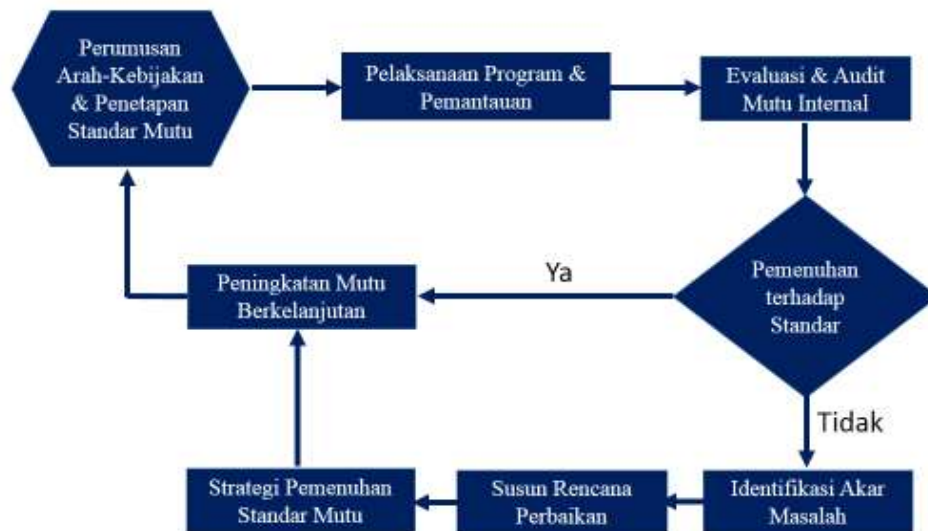 Perumusan
Arah-Kebijakan
& Penetapan
Standar Mutu
Pelaksanaan Program &
Pemantauan
Evaluasi & Audit
Mutu Internal
Pemenuhan
terhadap
Standar
Ya
Peningkatan Mutu
Berkelanjutan
Tidak
Identifikasi Akar
Masalah
Susun Rencana
Perbaikan
Strategi Pemenuhan
Standar Mutu